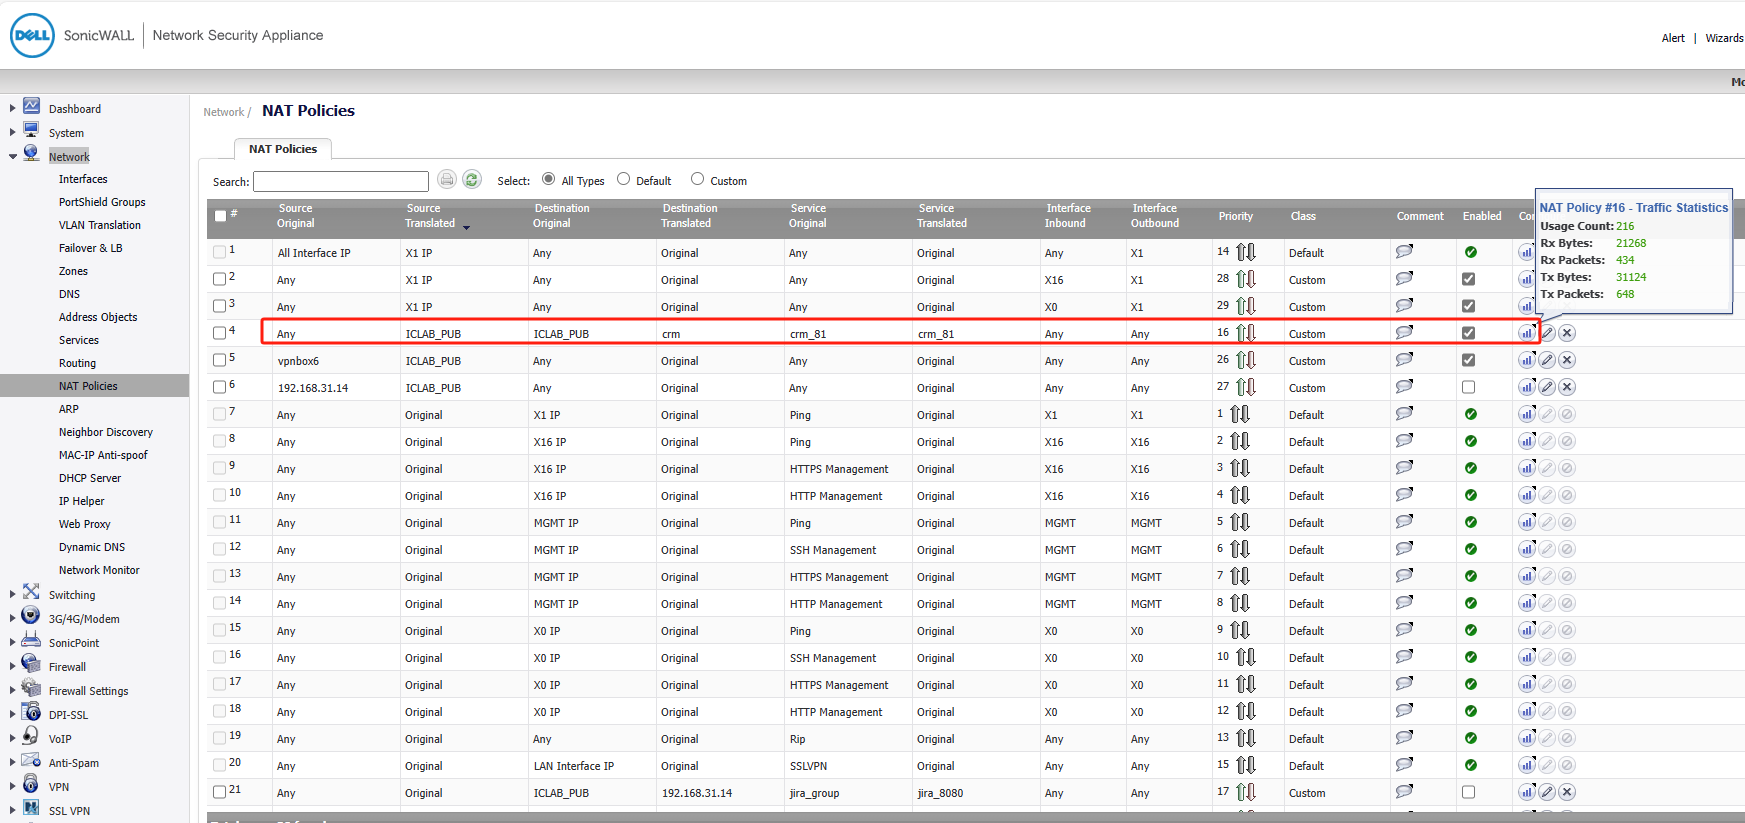 DELL SonicWALL | Network Security Appliance
Alert | Wizards
Mo
Dashboard
System
Network
Interfaces
PortShield Groups
VLAN Translation
Failover & LB
Zones
DNS
Address Objects
Services
Routing
NAT Policies
ARP
Neighbor Discovery
MAC-IP Anti-spoof
DHCP Server
IP Helper
Web Proxy
Dynamic DNS
Network Monitor
Switching
3G/4G/Modem
SonicPoint
Firewall
Firewall Settings
DPI-SSL
VoIP
Anti-Spam
VPN
SSL VPN
Network / NAT Policies
NAT Policies
Search: Select: All Types Default Custom
# Source Original Source Translated Destination Original Destination Translated Service Original Service Translated Interface Inbound Interface Outbound Priority Class Comment Enabled Co
1 All Interface IP X1 IP Any Original Any Original Any X1 14 Default
2 Any X1 IP Any Original Any Original X16 X1 28 Custom
3 Any X1 IP Any Original Any Original X0 X1 29 Custom
4 Any ICLAB_PUB ICLAB_PUB crm crm_81 crm_81 Any Any 16 Custom
5 vpnbox6 ICLAB_PUB Any Original Any Original Any Any 26 Custom
6 192.168.31.14 ICLAB_PUB Any Original Any Original Any Any 27 Custom
7 Any Original X1 IP Original Ping Original X1 X1 1 Default
8 Any Original X16 IP Original Ping Original X16 X16 2 Default
9 Any Original X16 IP Original HTTPS Management Original X16 X16 3 Default
10 Any Original X16 IP Original HTTP Management Original X16 X16 4 Default
11 Any Original MGMT IP Original Ping Original MGMT MGMT 5 Default
12 Any Original MGMT IP Original SSH Management Original MGMT MGMT 6 Default
13 Any Original MGMT IP Original HTTPS Management Original MGMT MGMT 7 Default
14 Any Original MGMT IP Original HTTP Management Original MGMT MGMT 8 Default
15 Any Original X0 IP Original Ping Original X0 X0 9 Default
16 Any Original X0 IP Original SSH Management Original X0 X0 10 Default
17 Any Original X0 IP Original HTTPS Management Original X0 X0 11 Default
18 Any Original X0 IP Original HTTP Management Original X0 X0 12 Default
19 Any Original Any Original Rip Original Any Any 13 Default
20 Any Original LAN Interface IP Original SSLVPN Original Any Any 15 Default
21 Any Original ICLAB_PUB 192.168.31.14 jira_group jira_8080 Any Any 17 Custom
NAT Policy #16 - Traffic Statistics
Usage Count: 216
Rx Bytes: 21268
Rx Packets: 434
Tx Bytes: 31124
Tx Packets: 648